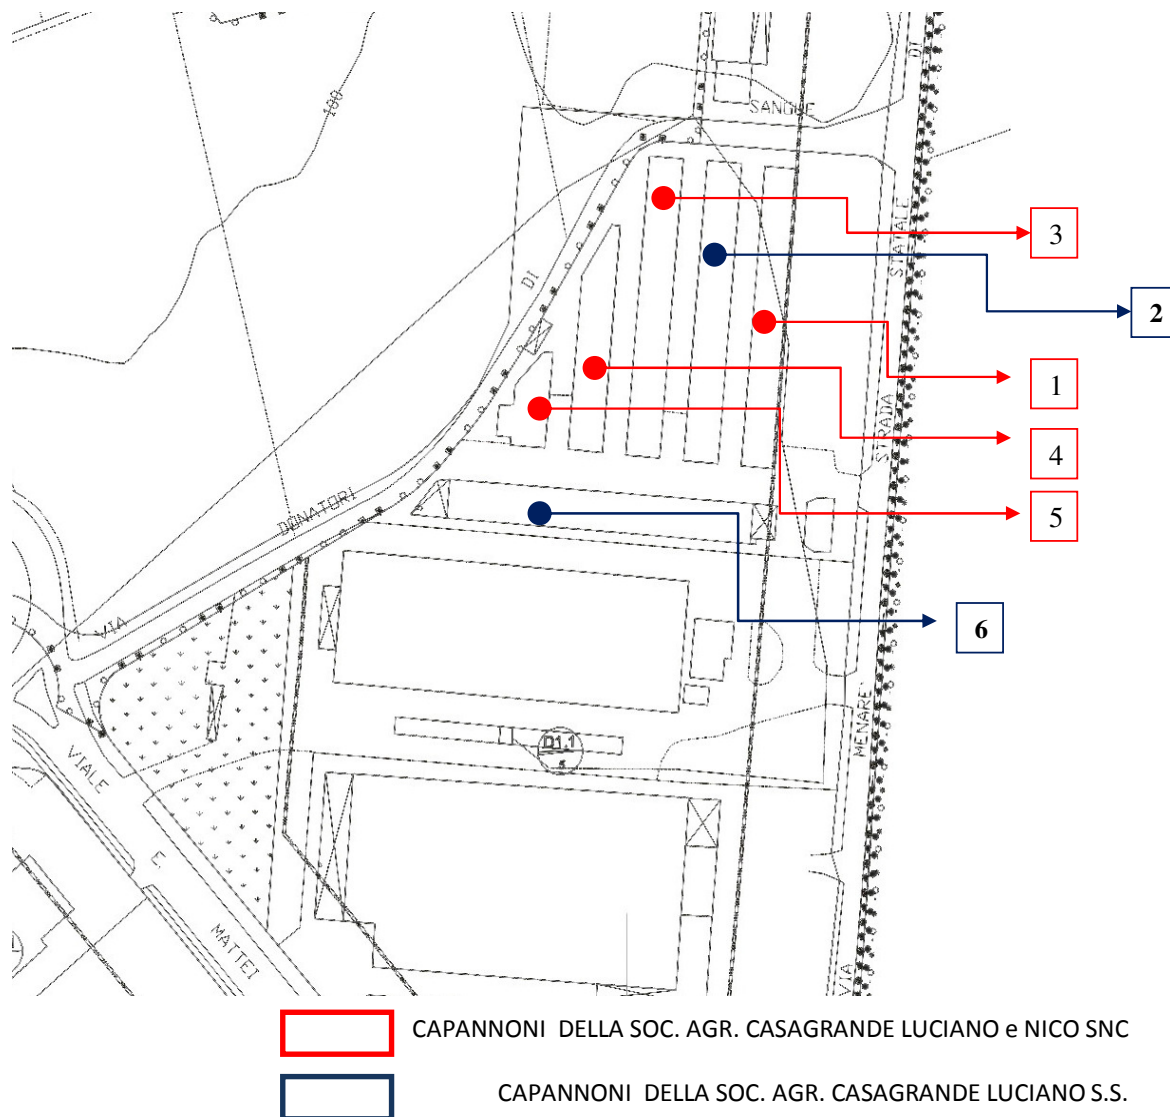 100
SANGUE
DI
STATALE
3
2
DI
1
STRADA
4
5
DONATORI
6
VIA
MENARE
D1.1
VIALE
E
MATTEI
VIA
CAPANNONI DELLA SOC. AGR. CASAGRANDE LUCIANO e NICO SNC
CAPANNONI DELLA SOC. AGR. CASAGRANDE LUCIANO S.S.